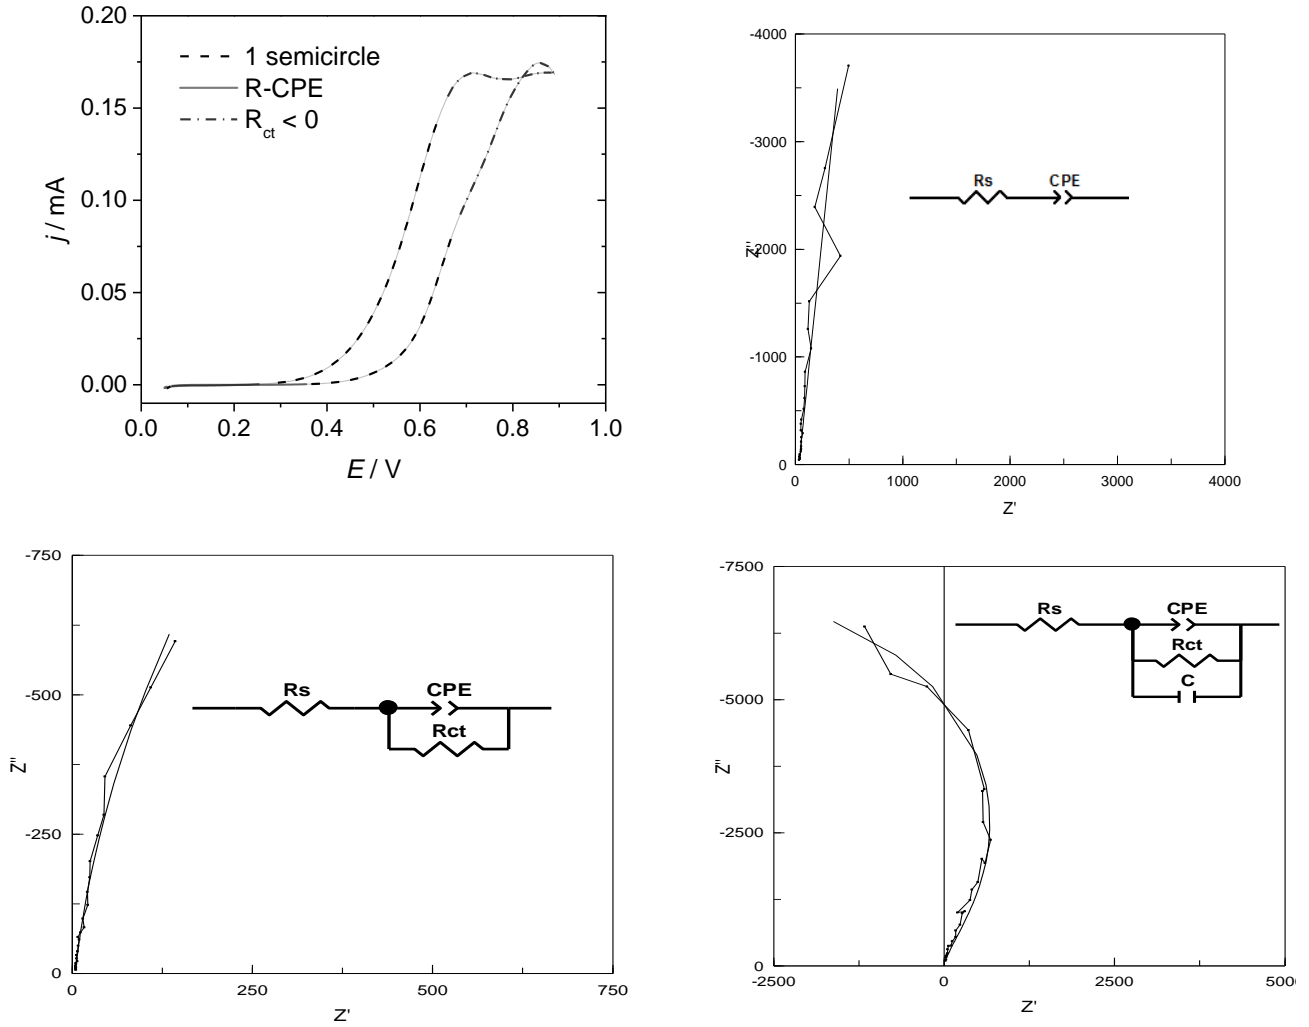 0.20
0.15
0.10
0.05
0.00
j / mA
1 semicircle
R-CPE
Rct < 0
0.0 0.2 0.4 0.6 0.8 1.0
E / V
-4000
-3000
-2000
-1000
0
Z''
Rs CPE
0 1000 2000 3000 4000
Z'
-750
-500
-250
0
Z''
Rs CPE
Rct
0 250 500 750
Z'
-7500
-5000
-2500
0
Z''
Rs CPE
Rct
C
-2500 0 2500 5000
Z'